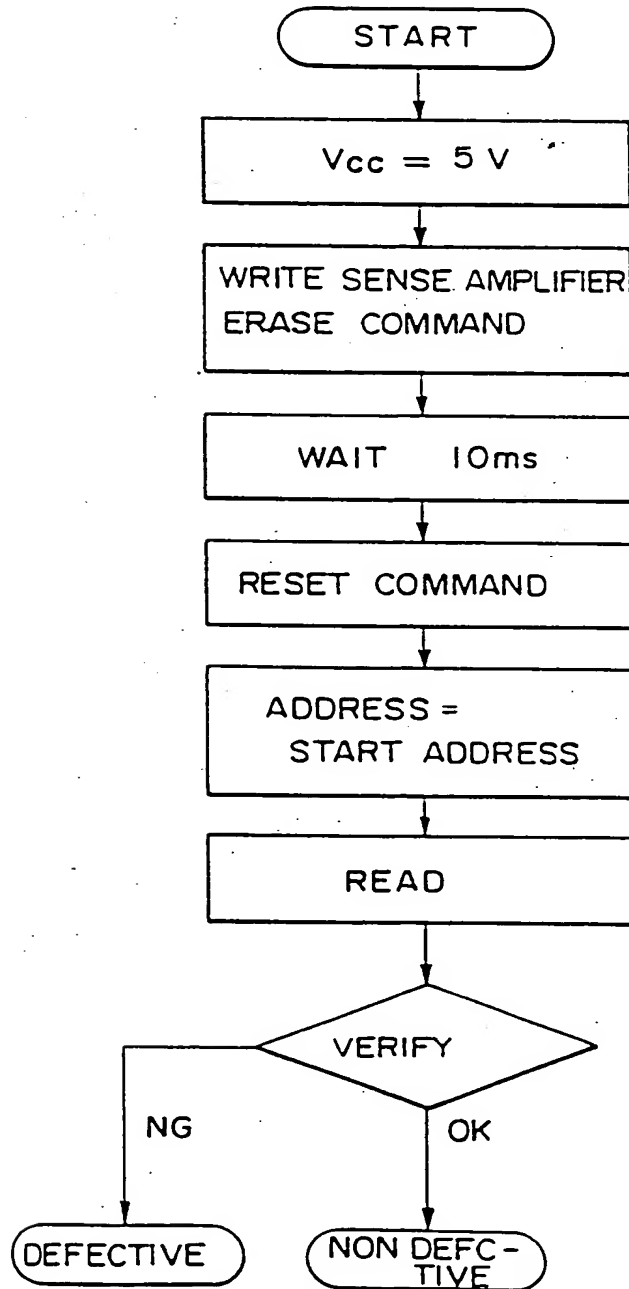 START
Vcc = 5 V
WRITE SENSE AMPLIFIER
ERASE COMMAND
WAIT 10ms
RESET COMMAND
ADDRESS =
START ADDRESS
READ
VERIFY
NG
OK
DEFECTIVE
NON DEFC-
TIVE